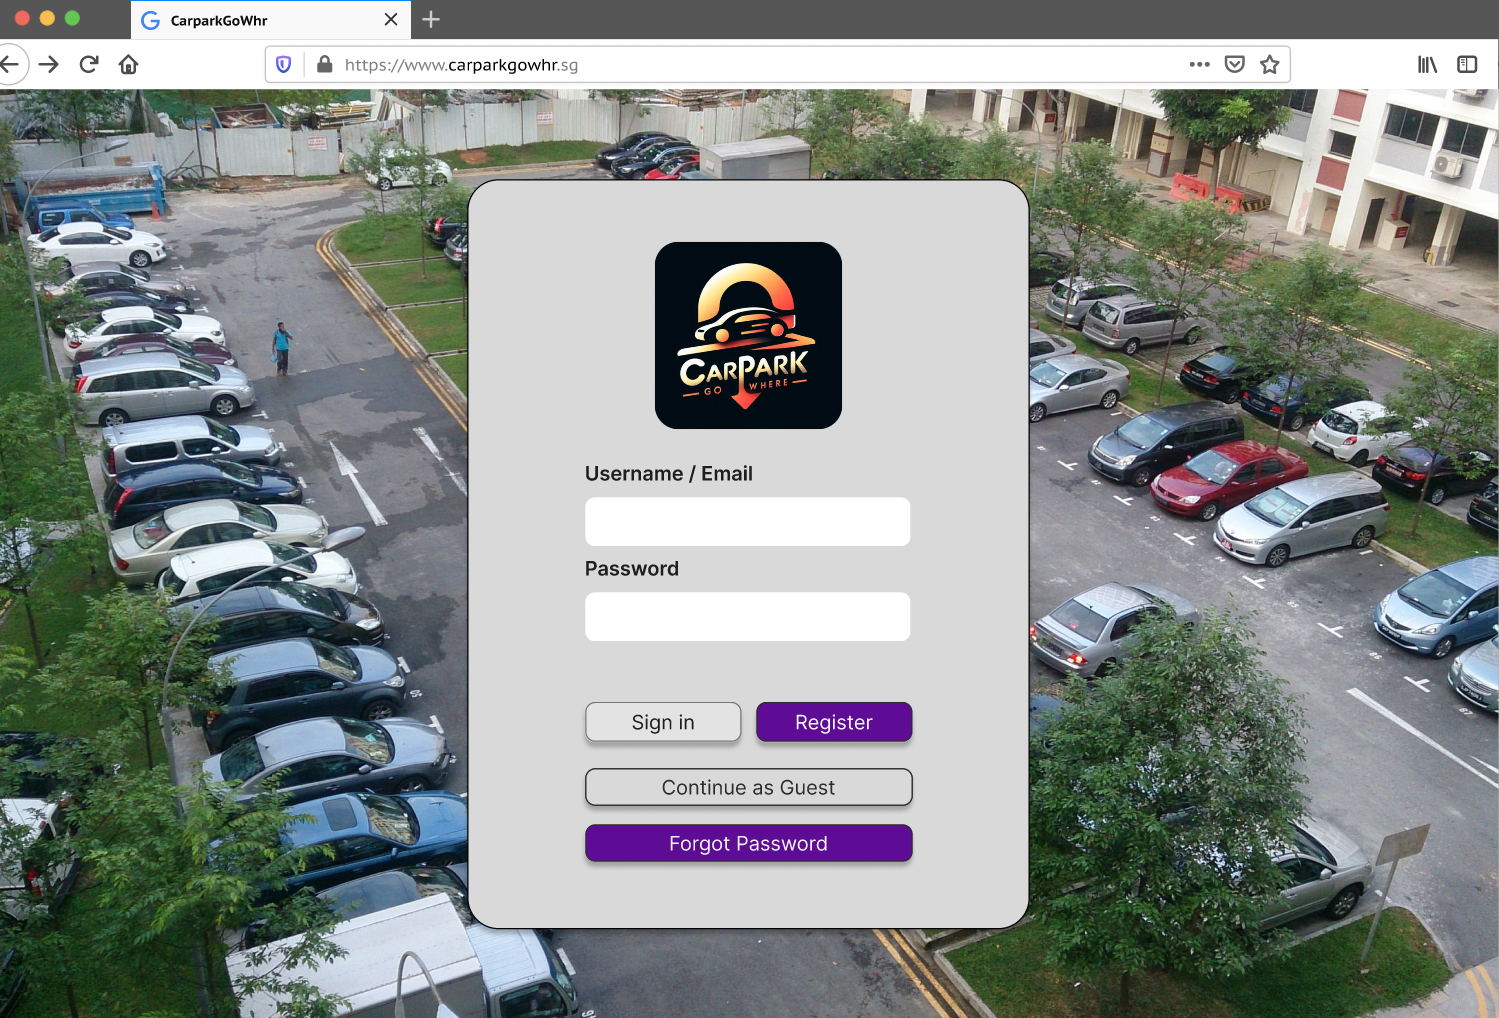 CarparkGoWhr
https://www.carparkgowhr.sg
CARPARK
GO WHERE
Username / Email
Password
Sign in
Register
Continue as Guest
Forgot Password